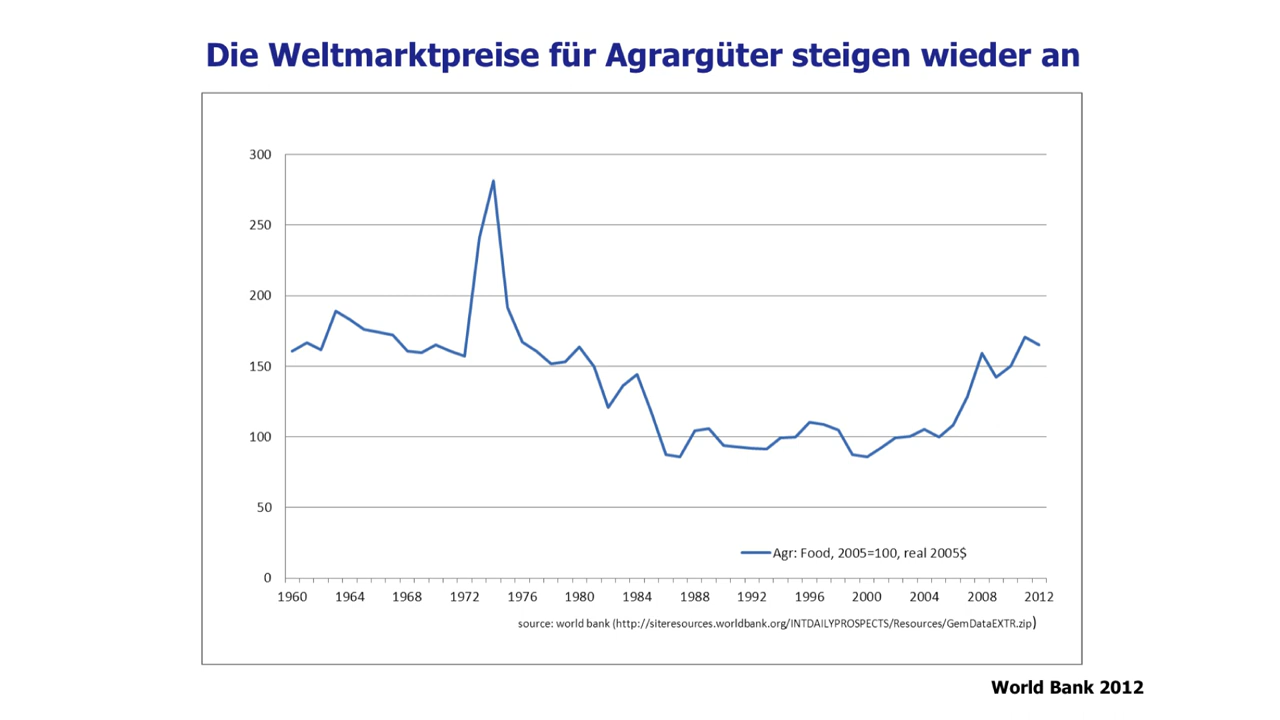 Die Weltmarktpreise für Agrargüter steigen wieder an
300
250
200
150
100
50
0
Agr: Food, 2005=100, real 2005$
1960 1964 1968 1972 1976 1980 1984 1988 1992 1996 2000 2004 2008 2012
source: world bank (http://siteresources.worldbank.org/INTDAILYPROSPECTS/Resources/GemDataEXTR.zip)
World Bank 2012